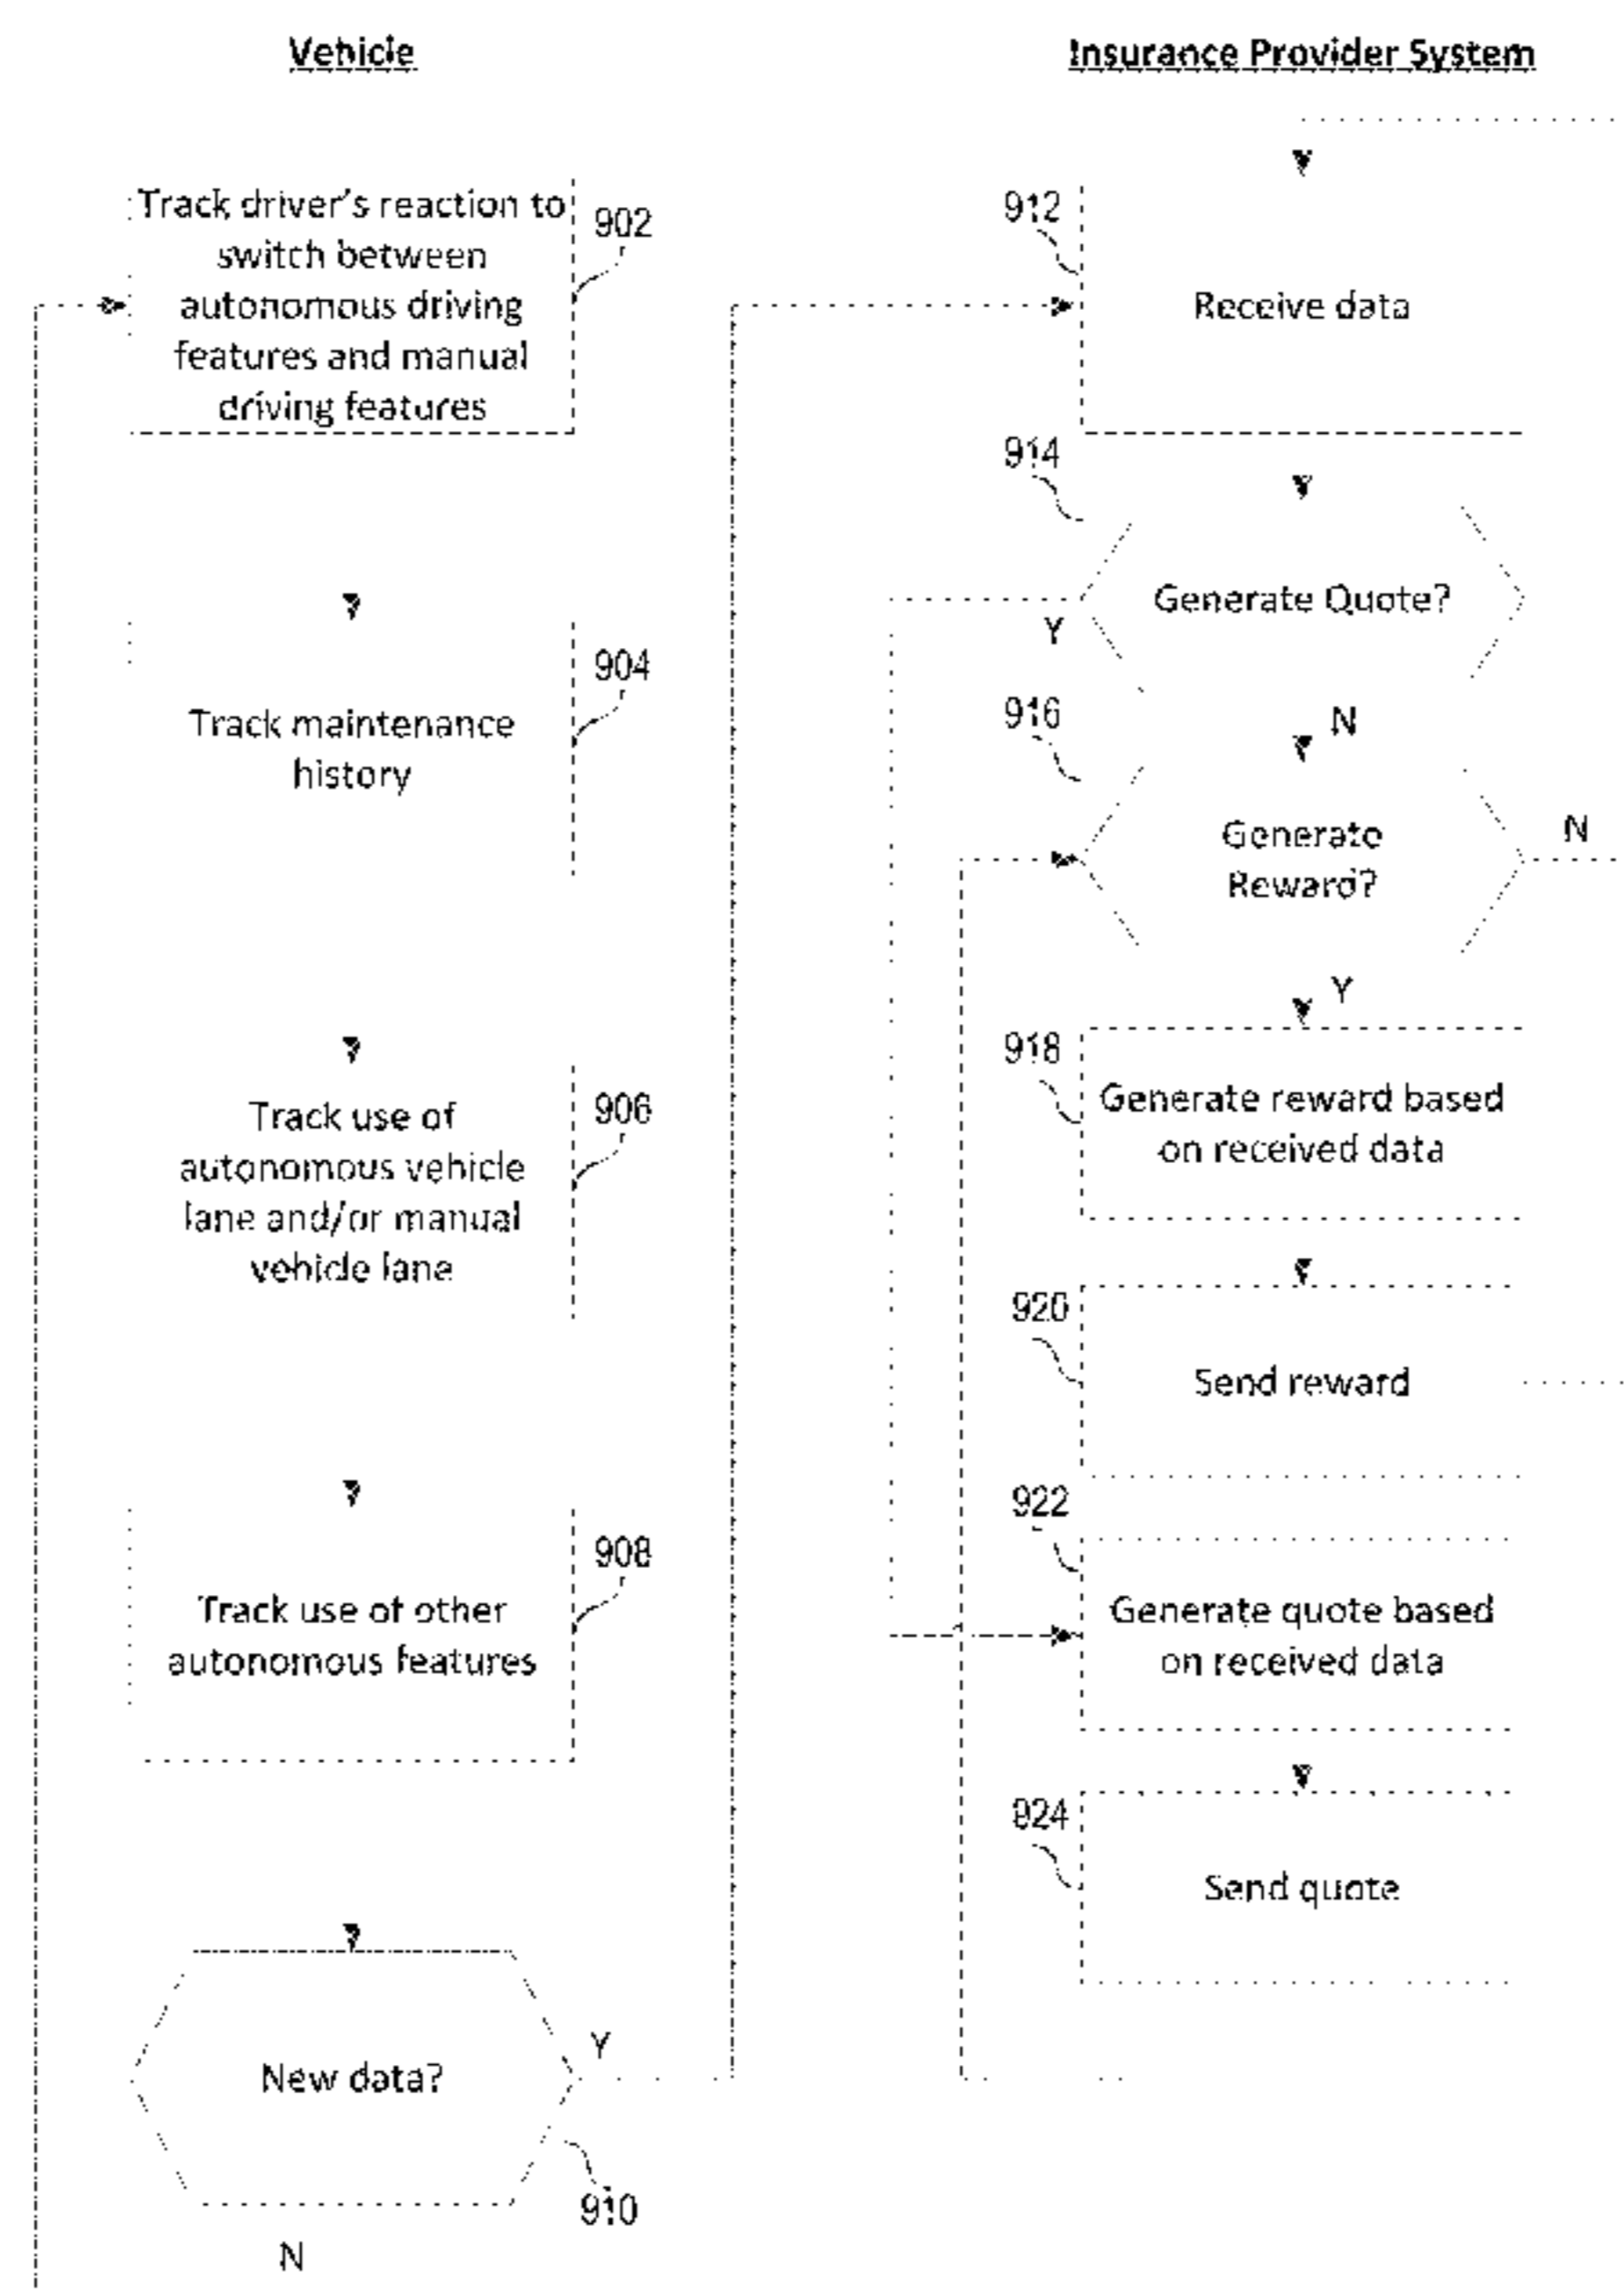 Vehicle
Track driver's reaction to
switch between
autonomous driving
features and manual
driving features
902
Track maintenance
history
904
Track use of
autonomous vehicle
lane and/or manual
vehicle lane
906
Track use of other
autonomous features
908
New data?
Y
910
N
Insurance Provider System
912
Receive data
914
Generate Quote?
Y
N
916
Generate
Reward?
N
Y
918
Generate reward based
on received data
920
Send reward
922
Generate quote based
on received data
924
Send quote